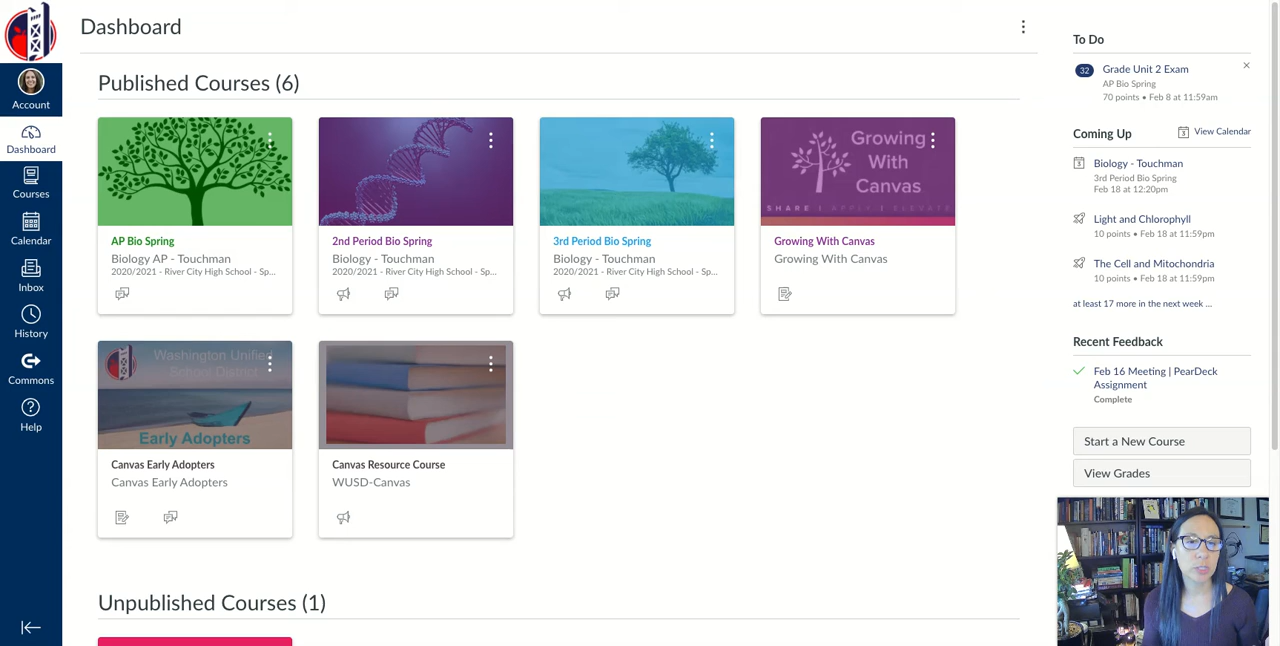 Account
Dashboard
Courses
Calendar
Inbox
History
Commons
Help
Dashboard
Published Courses (6)
AP Bio Spring
Biology AP - Touchman
2020/2021 - River City High School - Sp...
2nd Period Bio Spring
Biology - Touchman
2020/2021 - River City High School - Sp...
3rd Period Bio Spring
Biology - Touchman
2020/2021 - River City High School - Sp...
Growing
With
Canvas
SHARE | APPLY | ELEVATE
Growing With Canvas
Growing With Canvas
Washington Unified
School District
Early Adopters
Canvas Early Adopters
Canvas Early Adopters
Canvas Resource Course
WUSD-Canvas
Unpublished Courses (1)
To Do
32
Grade Unit 2 Exam
AP Bio Spring
70 points • Feb 8 at 11:59am
Coming Up
View Calendar
Biology - Touchman
3rd Period Bio Spring
Feb 18 at 12:20pm
Light and Chlorophyll
10 points • Feb 18 at 11:59pm
The Cell and Mitochondria
10 points • Feb 18 at 11:59pm
at least 17 more in the next week ...
Recent Feedback
Feb 16 Meeting | PearDeck
Assignment
Complete
Start a New Course
View Grades